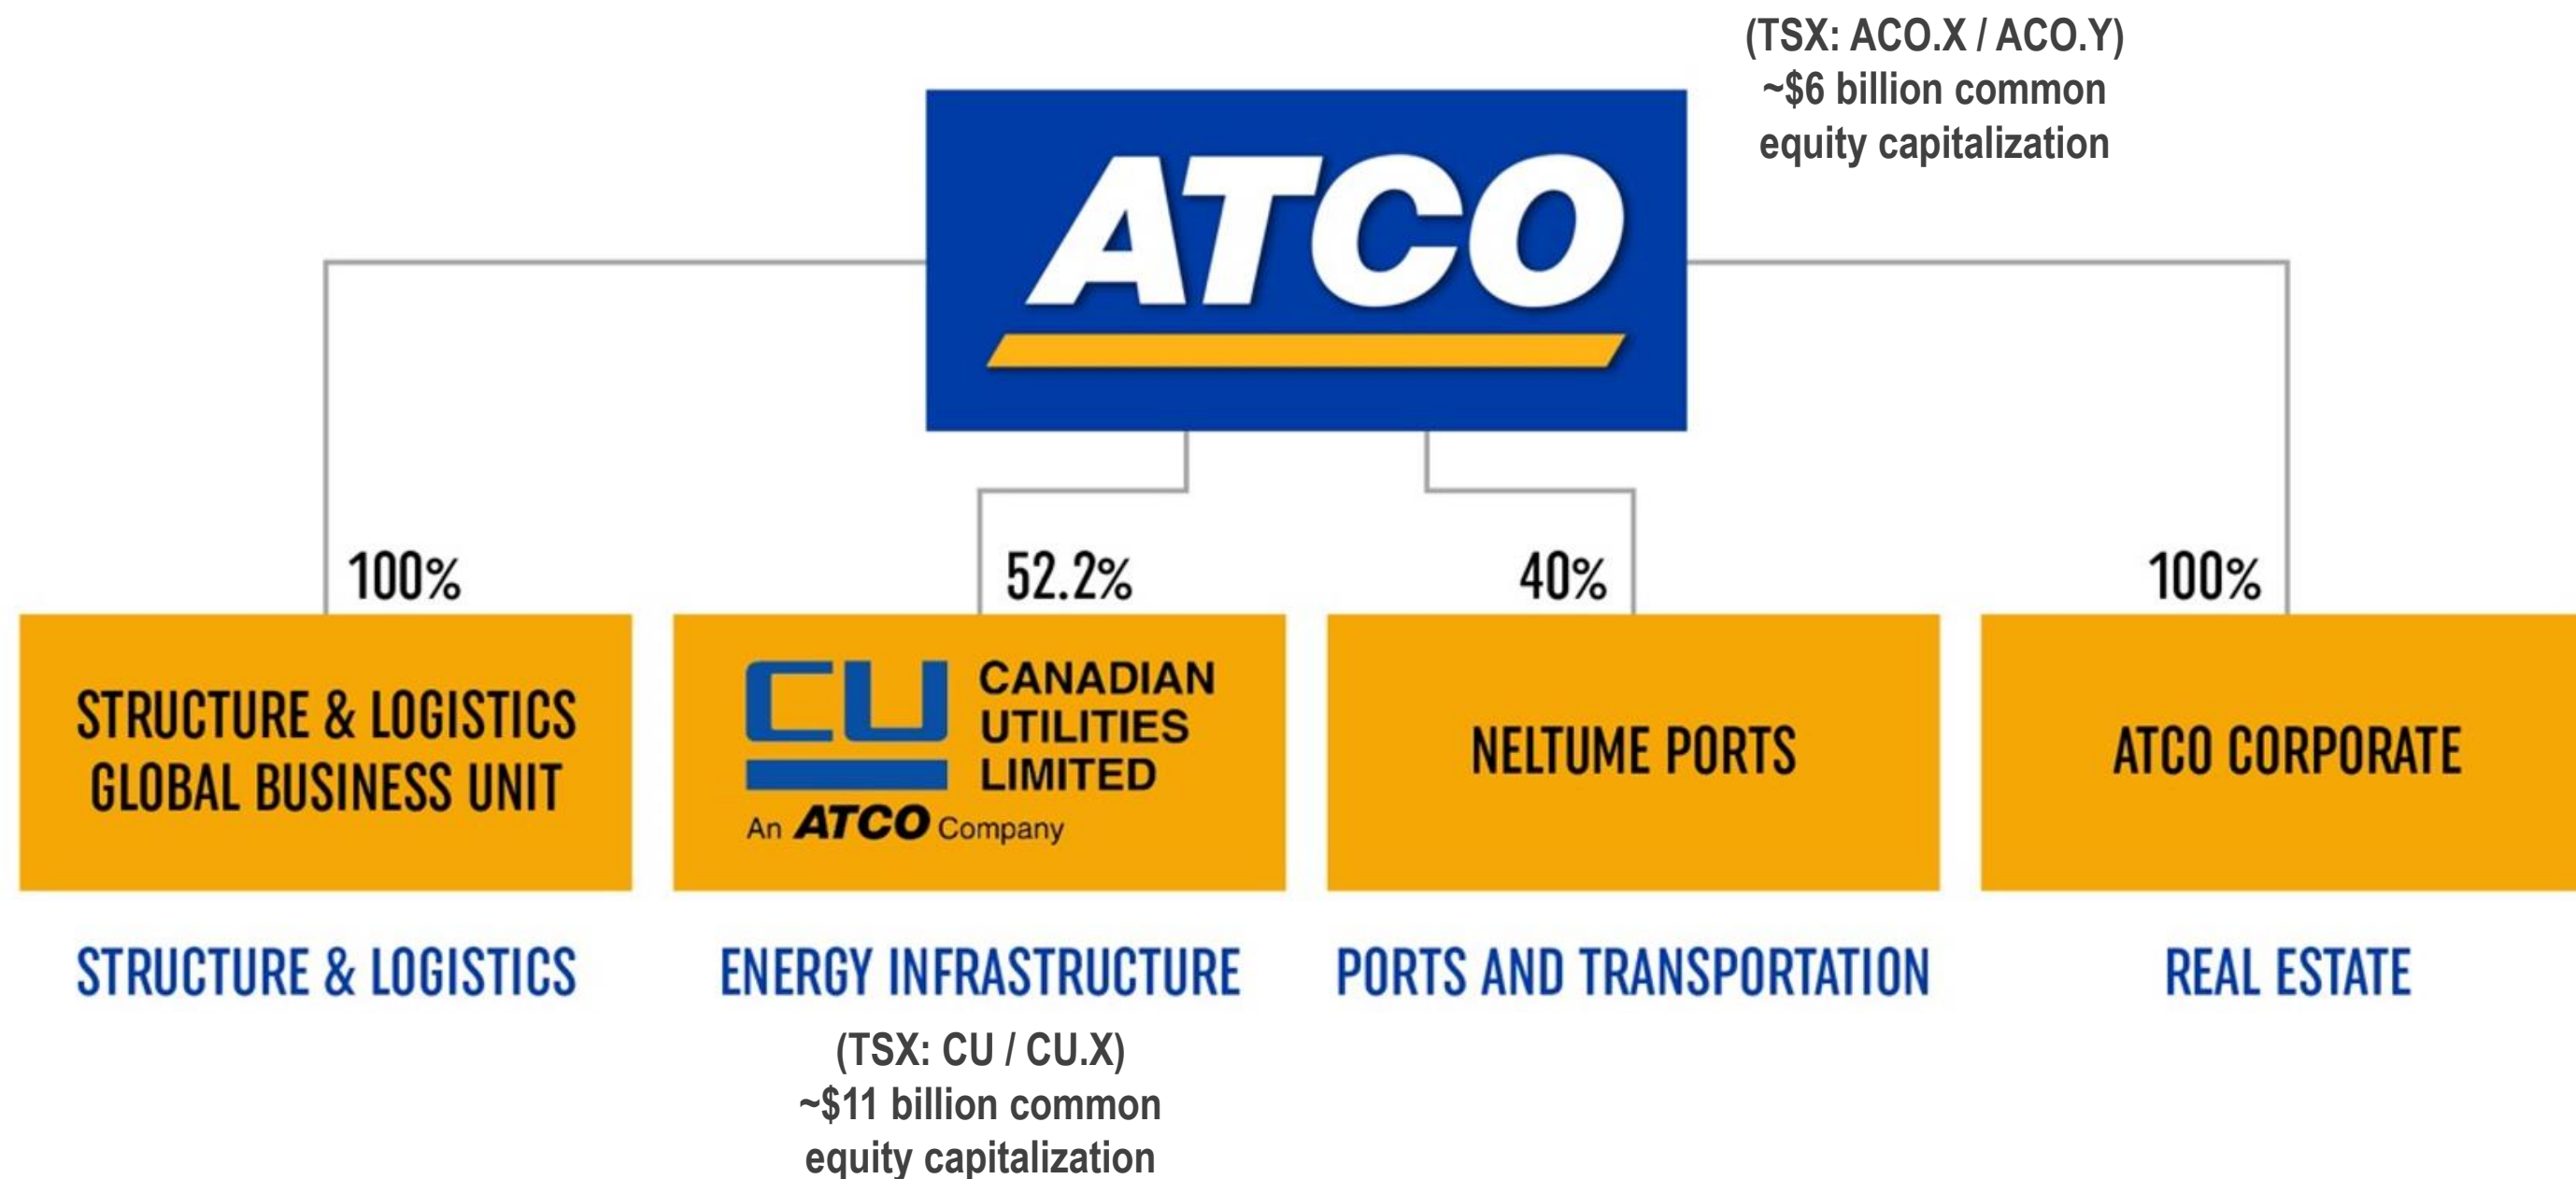 (TSX: ACO.X / ACO.Y)
~$6 billion common
equity capitalization
ATCO
100%
52.2%
40%
100%
STRUCTURE & LOGISTICS
GLOBAL BUSINESS UNIT
CU
CANADIAN
UTILITIES
LIMITED
An ATCO Company
NELTUME PORTS
ATCO CORPORATE
STRUCTURE & LOGISTICS
ENERGY INFRASTRUCTURE
PORTS AND TRANSPORTATION
REAL ESTATE
(TSX: CU / CU.X)
~$11 billion common
equity capitalization